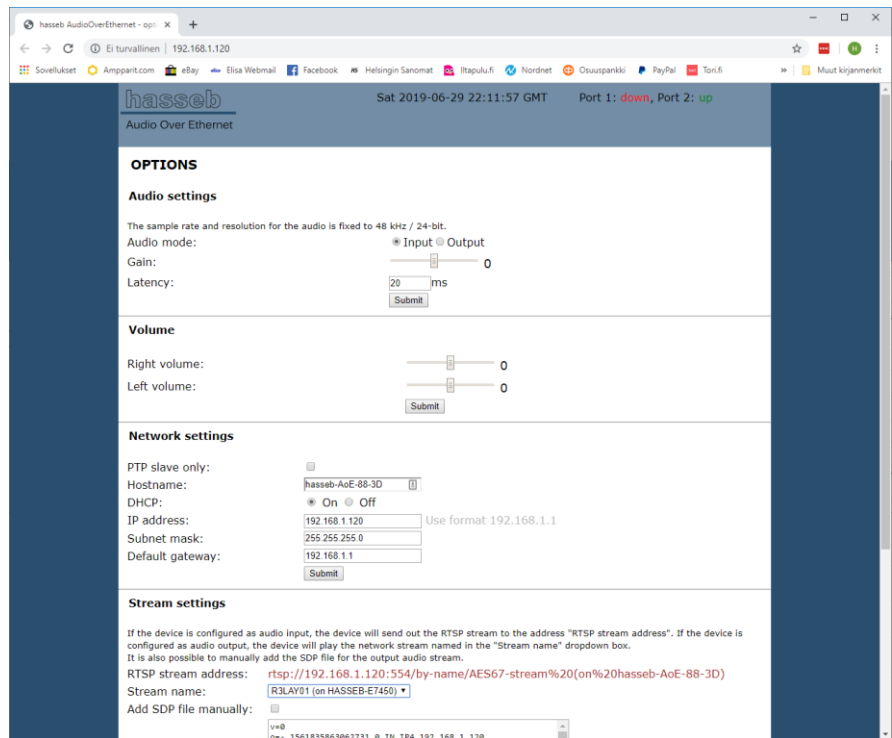 hasseb AudioOverEthernet - opti
Ei turvallinen | 192.168.1.120
Sovellukset Ampparit.com eBay Elisa Webmail Facebook HS Helsingin Sanomat Iltapulu.fi Nordnet Osuuspankki PayPal Tori.fi » Muut kirjanmerkit
hasseb Sat 2019-06-29 22:11:57 GMT Port 1: down, Port 2: up
Audio Over Ethernet
OPTIONS
Audio settings
The sample rate and resolution for the audio is fixed to 48 kHz / 24-bit.
Audio mode: Input Output
Gain: 0
Latency: 20 ms
Submit
Volume
Right volume: 0
Left volume: 0
Submit
Network settings
PTP slave only:
Hostname: hasseb-AoE-88-3D
DHCP: On Off
IP address: 192.168.1.120 Use format 192.168.1.1
Subnet mask: 255.255.255.0
Default gateway: 192.168.1.1
Submit
Stream settings
If the device is configured as audio input, the device will send out the RTSP stream to the address "RTSP stream address". If the device is
configured as audio output, the device will play the network stream named in the "Stream name" dropdown box.
It is also possible to manually add the SDP file for the output audio stream.
RTSP stream address: rtsp://192.168.1.120:554/by-name/AES67-stream%20(on%20hasseb-AoE-88-3D)
Stream name: R3LAY01 (on HASSEB-E7450)
Add SDP file manually:
v=0
o=- 1561835863062731 0 IN IP4 192.168.1.120